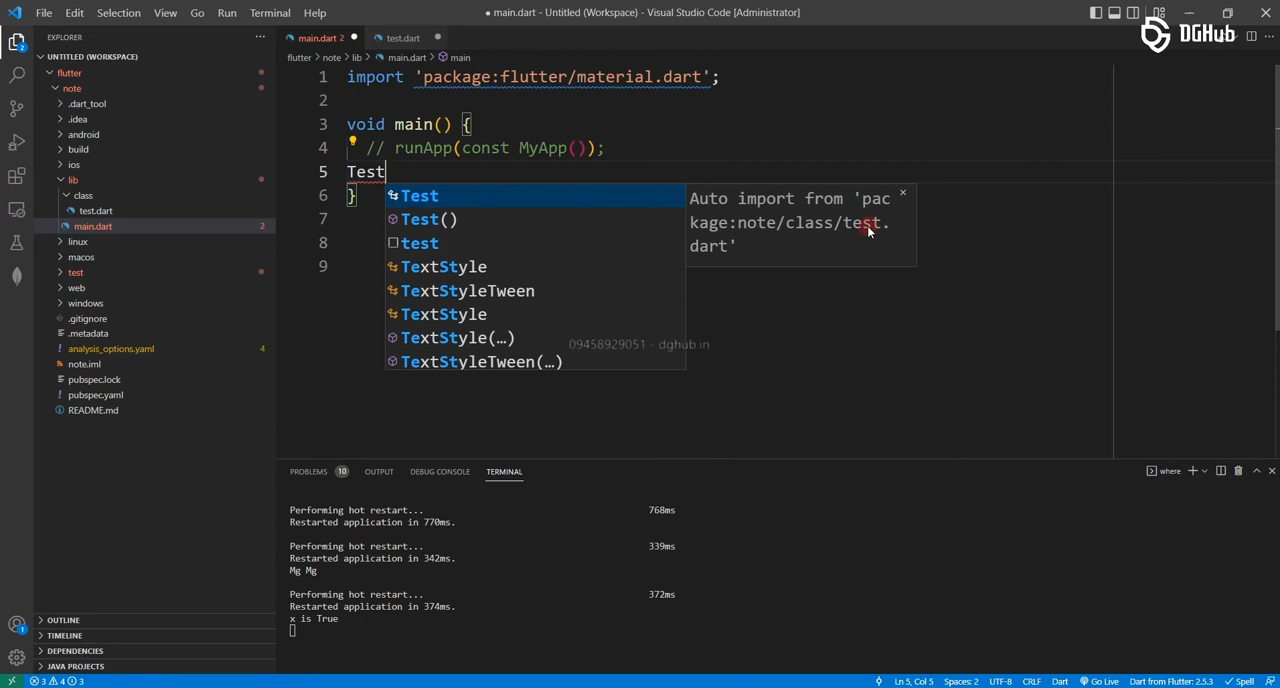 File Edit Selection View Go Run Terminal Help
● main.dart - Untitled (Workspace) - Visual Studio Code [Administrator]
DGHub
EXPLORER
main.dart 2
test.dart
UNTITLED (WORKSPACE)
flutter > note > lib > main.dart > main
flutter
note
.dart_tool
.idea
android
build
ios
lib
class
test.dart
main.dart 2
linux
macos
test
web
windows
.gitignore
.metadata
analysis_options.yaml 4
note.iml
pubspec.lock
pubspec.yaml
README.md
OUTLINE
TIMELINE
DEPENDENCIES
JAVA PROJECTS
1 import 'package:flutter/material.dart';
2
3 void main() {
4 // runApp(const MyApp());
5 Test
6 }
7
8
9
Test
Test()
test
TextStyle
TextStyleTween
TextStyle
TextStyle(…)
TextStyleTween(…)
Auto import from 'pac
kage:note/class/test.
dart'
09458929051 · dghub.in
PROBLEMS 10 OUTPUT DEBUG CONSOLE TERMINAL
where
Performing hot restart... 768ms
Restarted application in 770ms.
Performing hot restart... 339ms
Restarted application in 342ms.
Mg Mg
Performing hot restart... 372ms
Restarted application in 374ms.
x is True
3 4 3
Ln 5, Col 5 Spaces: 2 UTF-8 CRLF Dart Go Live Dart from Flutter: 2.5.3 Spell